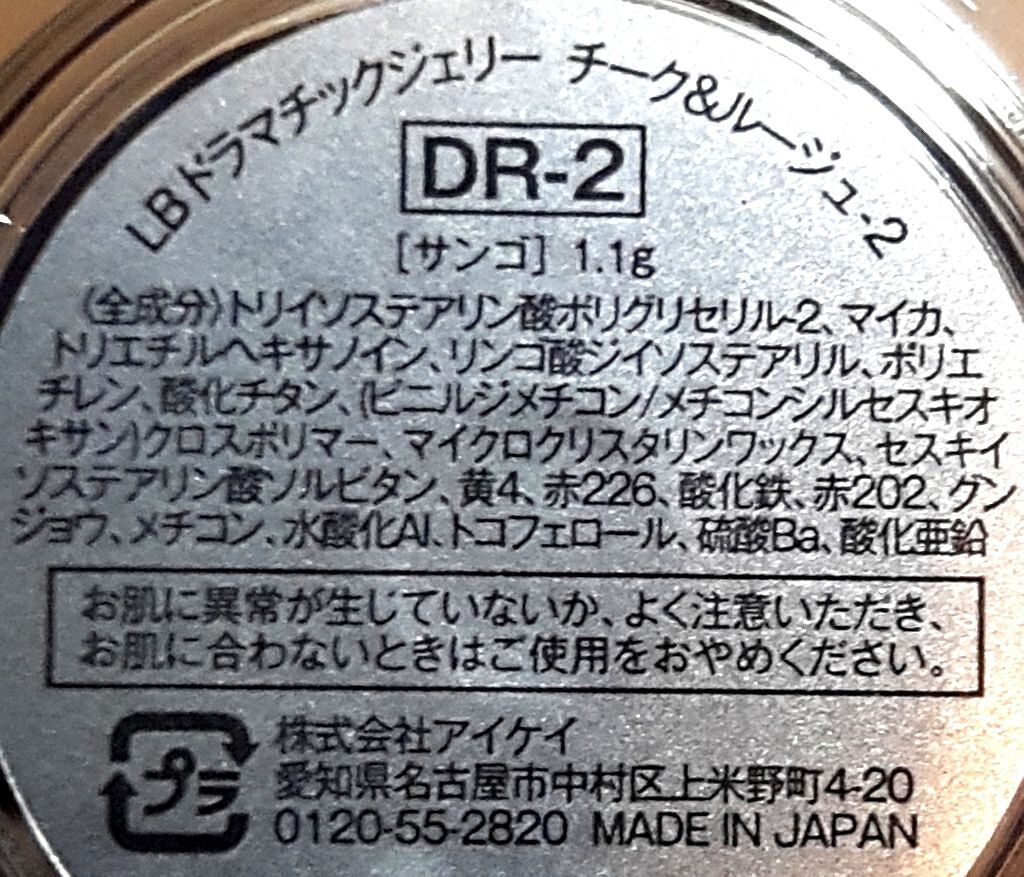 LBドラマチックジェリー チーク&ルージュ-2
DR-2
[サンゴ] 1.1g
〈全成分〉トリイソステアリン酸ポリグリセリル-2、マイカ、
トリエチルヘキサノイン、リンゴ酸ジイソステアリル、ポリエ
チレン、酸化チタン、(ビニルジメチコン/メチコンシルセスキオ
キサン)クロスポリマー、マイクロクリスタリンワックス、セスキイ
ソステアリン酸ソルビタン、黄4、赤226、酸化鉄、赤202、グン
ジョウ、メチコン、水酸化Al、トコフェロール、硫酸Ba、酸化亜鉛
お肌に異常が生じていないか、よく注意いただき、
お肌に合わないときはご使用をおやめください。
プラ
株式会社アイケイ
愛知県名古屋市中村区上米野町4-20
0120-55-2820 MADE IN JAPAN